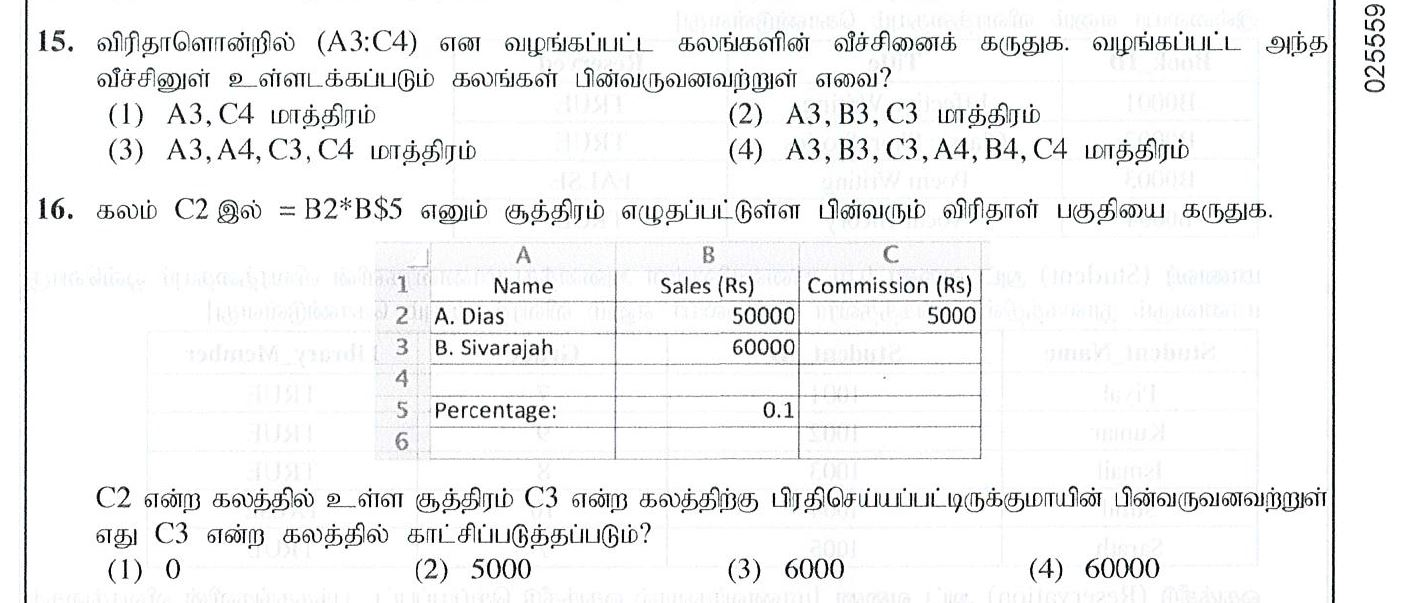 15. விரிதாளொன்றில் (A3:C4) என வழங்கப்பட்ட கலங்களின் வீச்சினைக் கருதுக. வழங்கப்பட்ட அந்த
வீச்சினுள் உள்ளடக்கப்படும் கலங்கள் பின்வருவனவற்றுள் எவை?
(1) A3, C4 மாத்திரம் (2) A3, B3, C3 மாத்திரம்
(3) A3, A4, C3, C4 மாத்திரம் (4) A3, B3, C3, A4, B4, C4 மாத்திரம்
16. கலம் C2 இல் = B2*B$5 எனும் சூத்திரம் எழுதப்பட்டுள்ள பின்வரும் விரிதாள் பகுதியை கருதுக.
A B C
1 Name Sales (Rs) Commission (Rs)
2 A. Dias 50000 5000
3 B. Sivarajah 60000
4
5 Percentage: 0.1
6
C2 என்ற கலத்தில் உள்ள சூத்திரம் C3 என்ற கலத்திற்கு பிரதிசெய்யப்பட்டிருக்குமாயின் பின்வருவனவற்றுள்
எது C3 என்ற கலத்தில் காட்சிப்படுத்தப்படும்?
(1) 0 (2) 5000 (3) 6000 (4) 60000
0255559